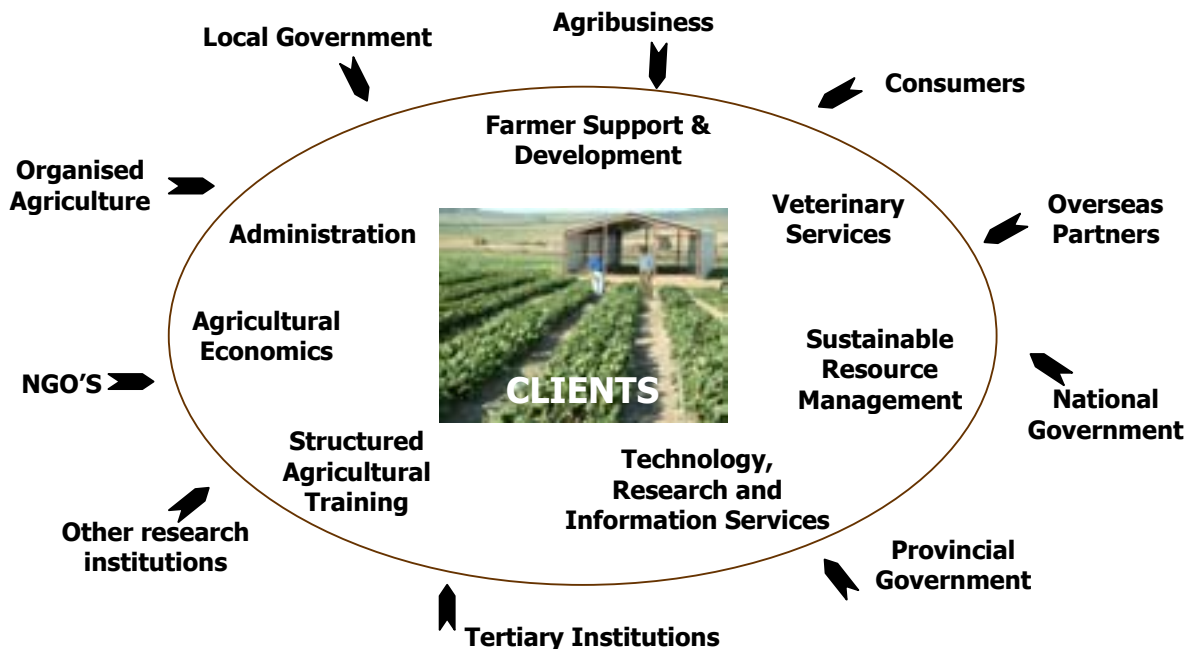 Agribusiness
Local Government
Consumers
Farmer Support &
Development
Organised
Agriculture
Veterinary
Services
Overseas
Partners
Administration
Agricultural
Economics
Sustainable
Resource
Management
NGO'S
CLIENTS
National
Government
Structured
Agricultural
Training
Technology,
Research and
Information Services
Other research
institutions
Provincial
Government
Tertiary Institutions